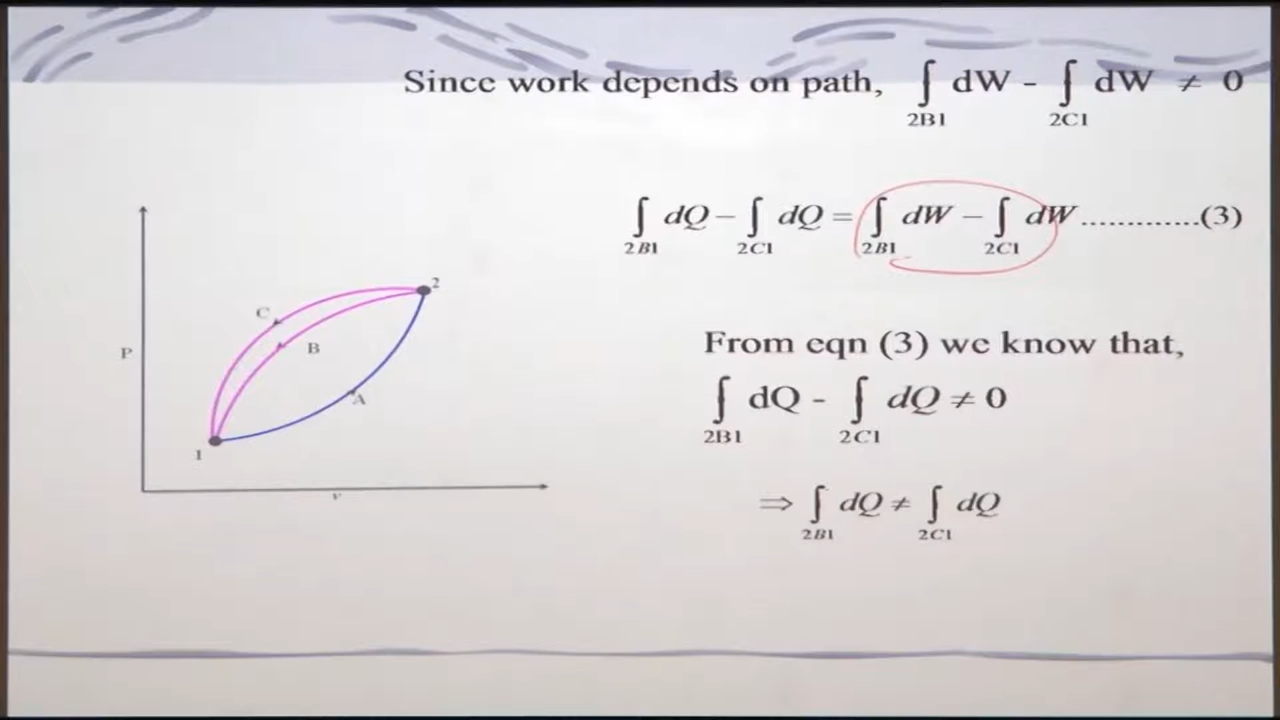 Since work depends on path, ∫ dW - ∫ dW ≠ 0
2B1 2C1
∫ dQ – ∫ dQ = ∫ dW – ∫ dW .............(3)
2B1 2C1 2B1 2C1
From eqn (3) we know that,
∫ dQ - ∫ dQ ≠ 0
2B1 2C1
⇒ ∫ dQ ≠ ∫ dQ
2B1 2C1
2
C
B
P
A
1
v